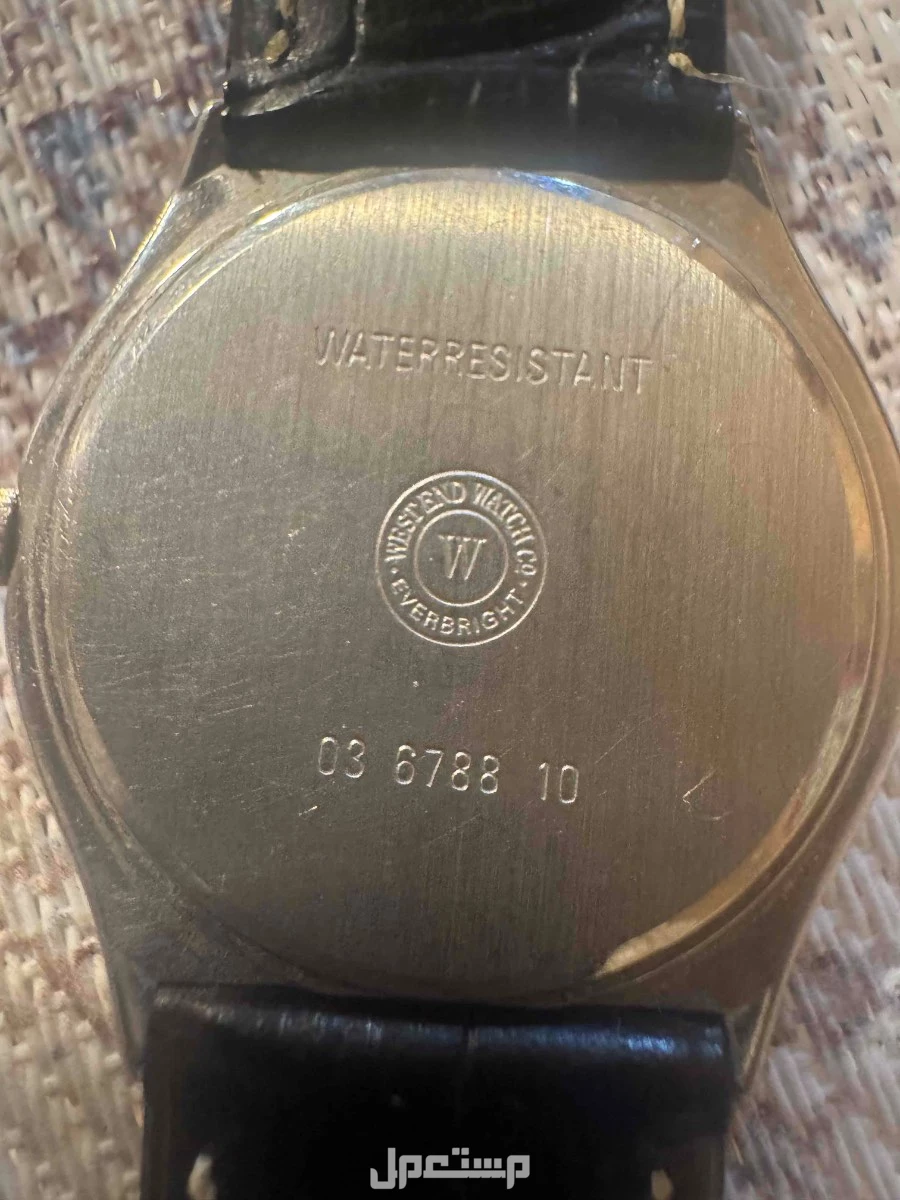 WATERRESISTANT
WEST END WATCH CO
W
EVERBRIGHT
03 6788 10
مستعمل